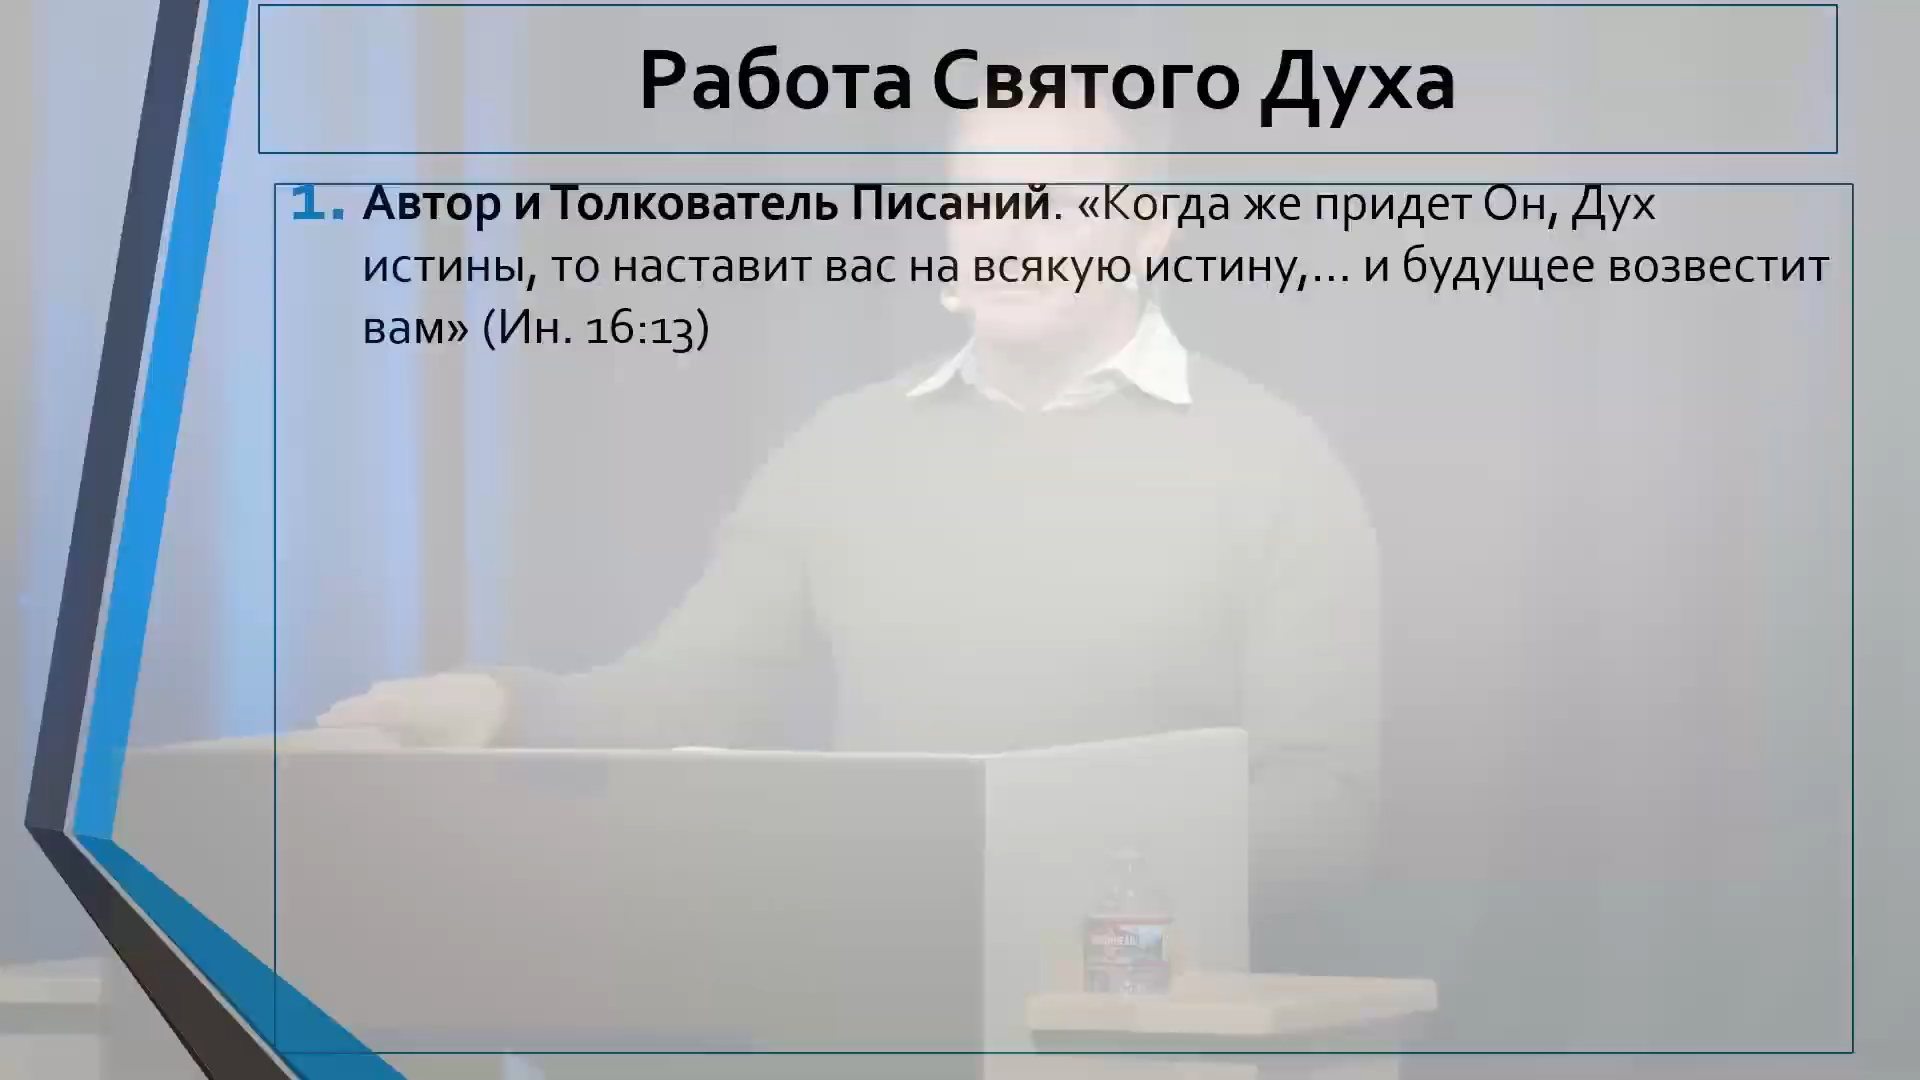 Работа Святого Духа
1. Автор и Толкователь Писаний. «Когда же придет Он, Дух
истины, то наставит вас на всякую истину,... и будущее возвестит
вам» (Ин. 16:13)